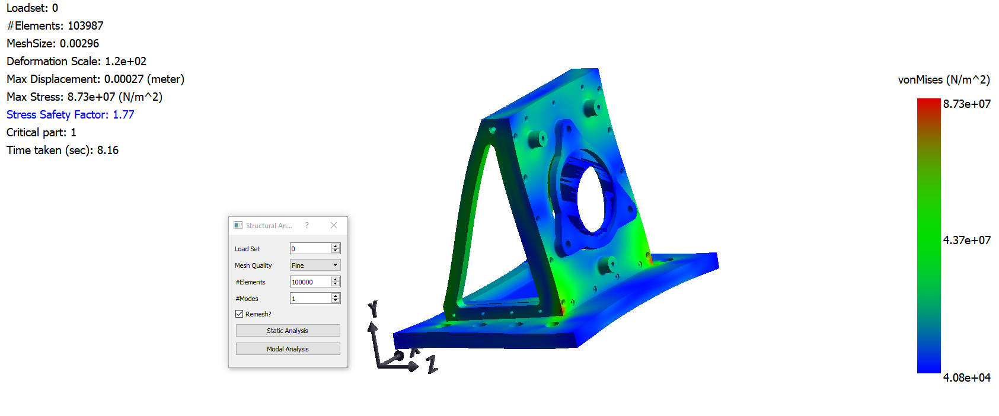 Loadset: 0
#Elements: 103987
MeshSize: 0.00296
Deformation Scale: 1.2e+02
Max Displacement: 0.00027 (meter)
Max Stress: 8.73e+07 (N/m^2)
Stress Safety Factor: 1.77
Critical part: 1
Time taken (sec): 8.16
vonMises (N/m^2)
8.73e+07
4.37e+07
4.08e+04
Structural An... ?
Load Set 0
Mesh Quality Fine
#Elements 100000
#Modes 1
Remesh?
Static Analysis
Modal Analysis
Y
X
Z